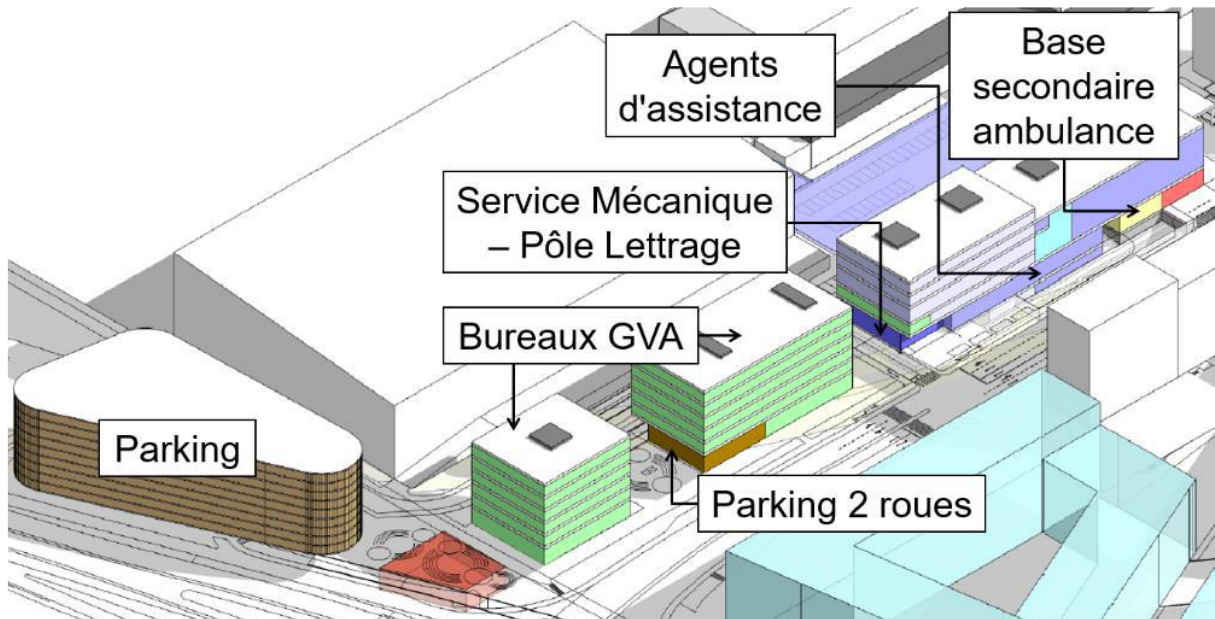 Agents
d'assistance
Base
secondaire
ambulance
Service Mécanique
– Pôle Lettrage
Bureaux GVA
Parking
Parking 2 roues